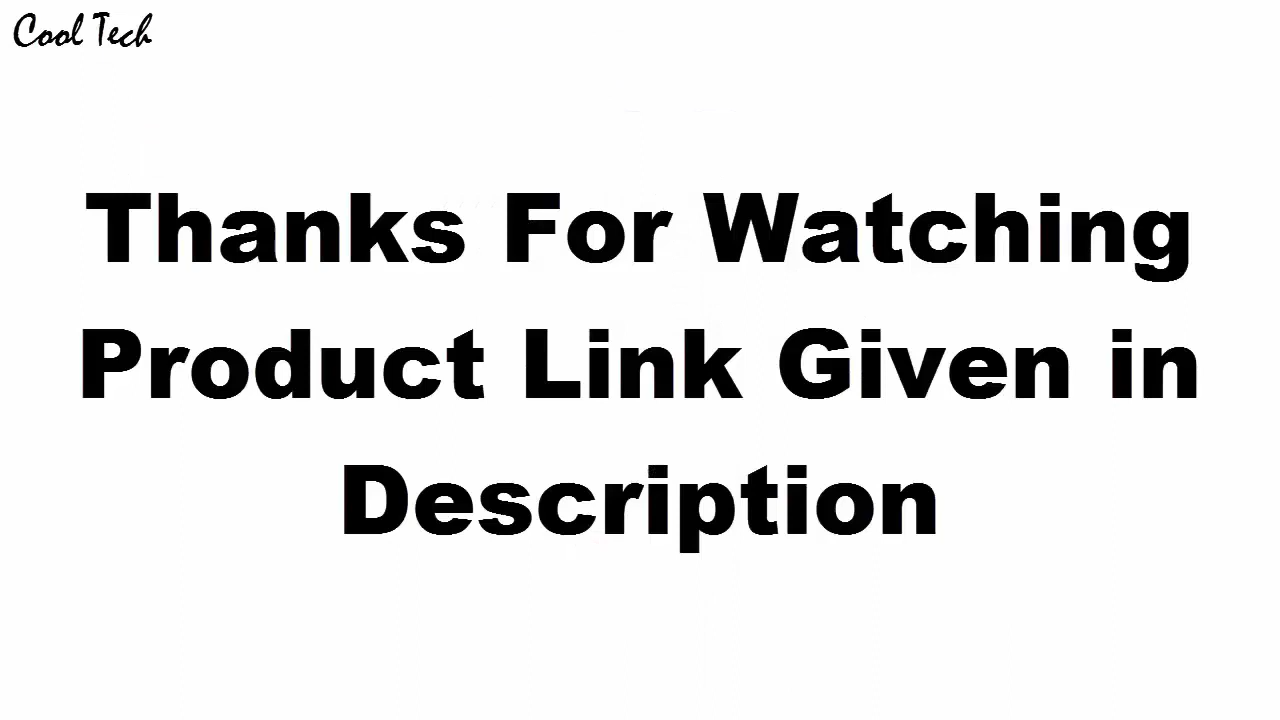 Cool Tech
Thanks For Watching
Product Link Given in
Description